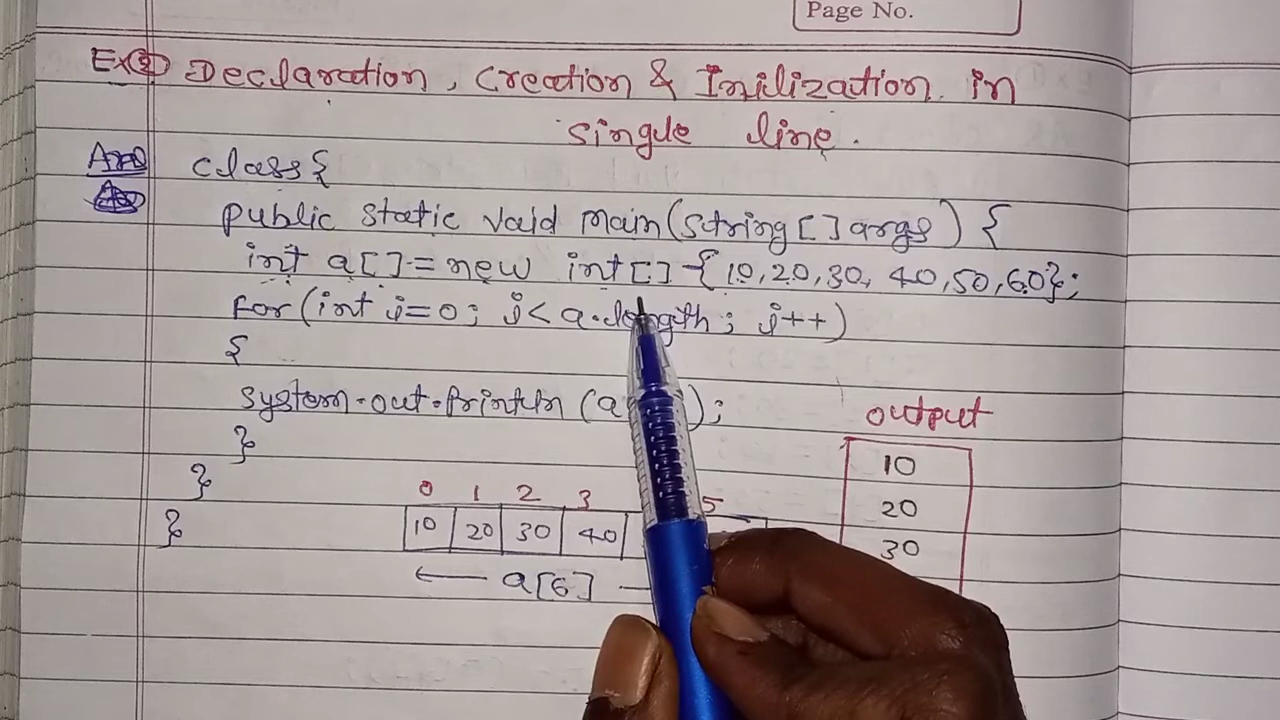 Page No.
Ex② Declaration, Creation & Inilization in
single line.
Ans class{
public static void main(string[]args) {
int a[]=new int[]{10,20,30,40,50,60};
For(int i=0; i<a.length; i++)
{
system.out.println(a );
output
}
10
}
0 1 2 3 5
20
}
10 20 30 40
30
← a[6]